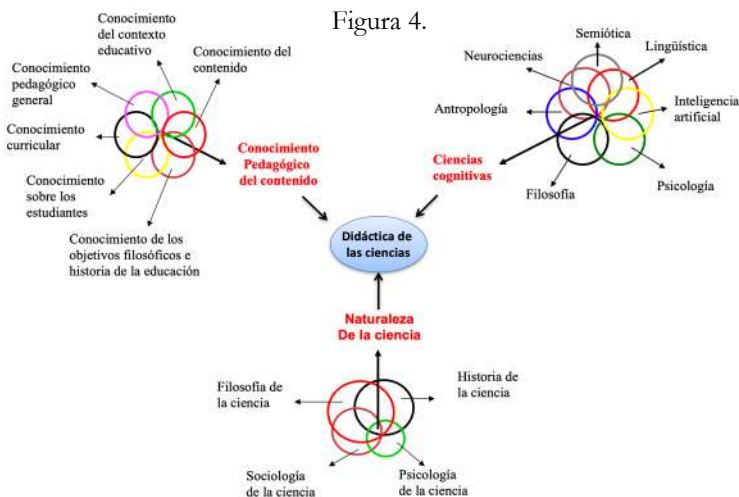 Figura 4.
Conocimiento
del contexto
educativo
Conocimiento del
contenido
Conocimiento
pedagógico
general
Conocimiento
curricular
Conocimiento
sobre los
estudiantes
Conocimiento de los
objetivos filosóficos e
historia de la educación
Conocimiento
Pedagógico
del contenido
Semiótica
Neurociencias
Lingüística
Antropología
Inteligencia
artificial
Filosofía
Psicología
Ciencias
cognitivas
Didáctica de
las ciencias
Naturaleza
De la ciencia
Filosofía de
la ciencia
Historia de
la ciencia
Sociología
de la ciencia
Psicología
de la ciencia